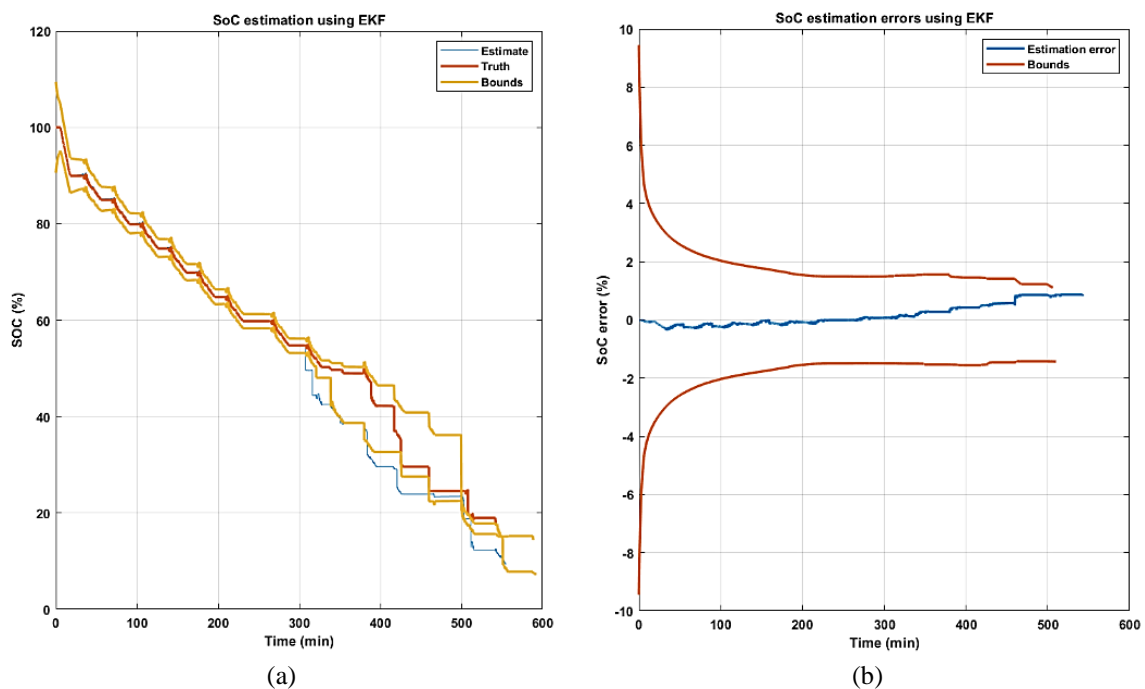 SoC estimation using EKF
120
100
80
60
40
20
0
SOC (%)
Estimate
Truth
Bounds
0 100 200 300 400 500 600
Time (min)
(a)
SoC estimation errors using EKF
10
8
6
4
2
0
-2
-4
-6
-8
-10
SoC error (%)
Estimation error
Bounds
0 100 200 300 400 500 600
Time (min)
(b)